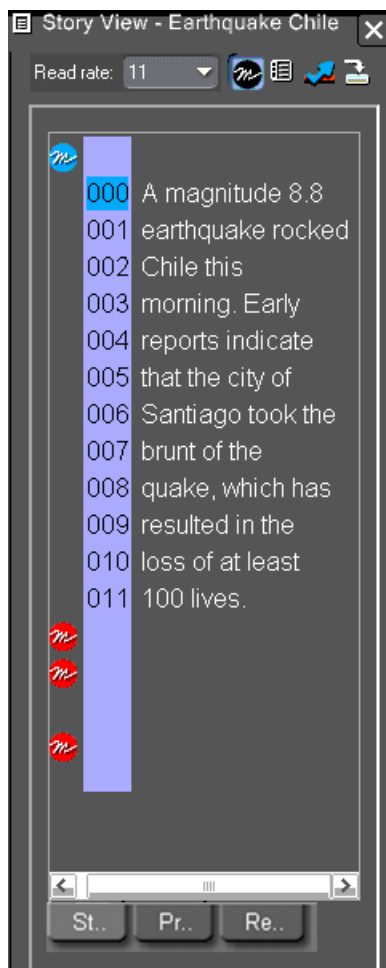 Story View - Earthquake Chile
Read rate: 11
000 A magnitude 8.8
001 earthquake rocked
002 Chile this
003 morning. Early
004 reports indicate
005 that the city of
006 Santiago took the
007 brunt of the
008 quake, which has
009 resulted in the
010 loss of at least
011 100 lives.
St.. Pr.. Re..